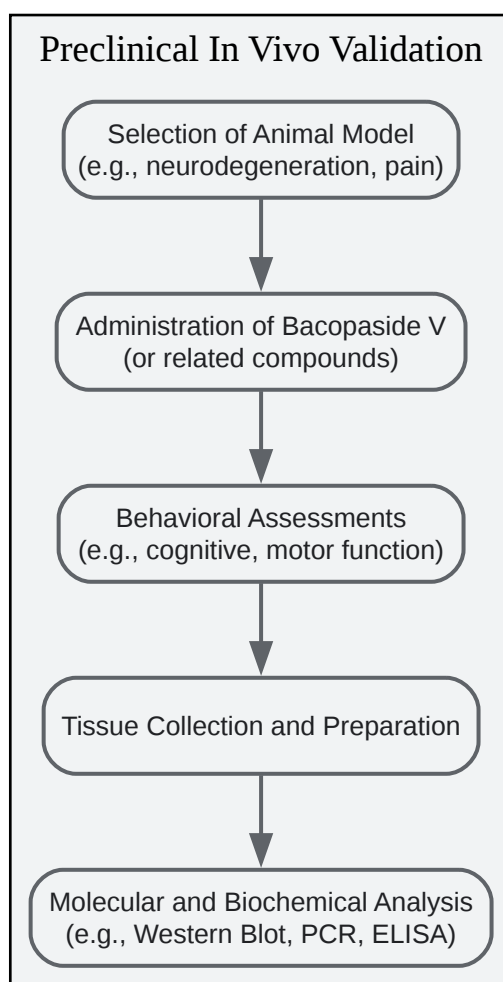 Preclinical In Vivo Validation
Selection of Animal Model
(e.g., neurodegeneration, pain)
Administration of Bacopaside V
(or related compounds)
Behavioral Assessments
(e.g., cognitive, motor function)
Tissue Collection and Preparation
Molecular and Biochemical Analysis
(e.g., Western Blot, PCR, ELISA)